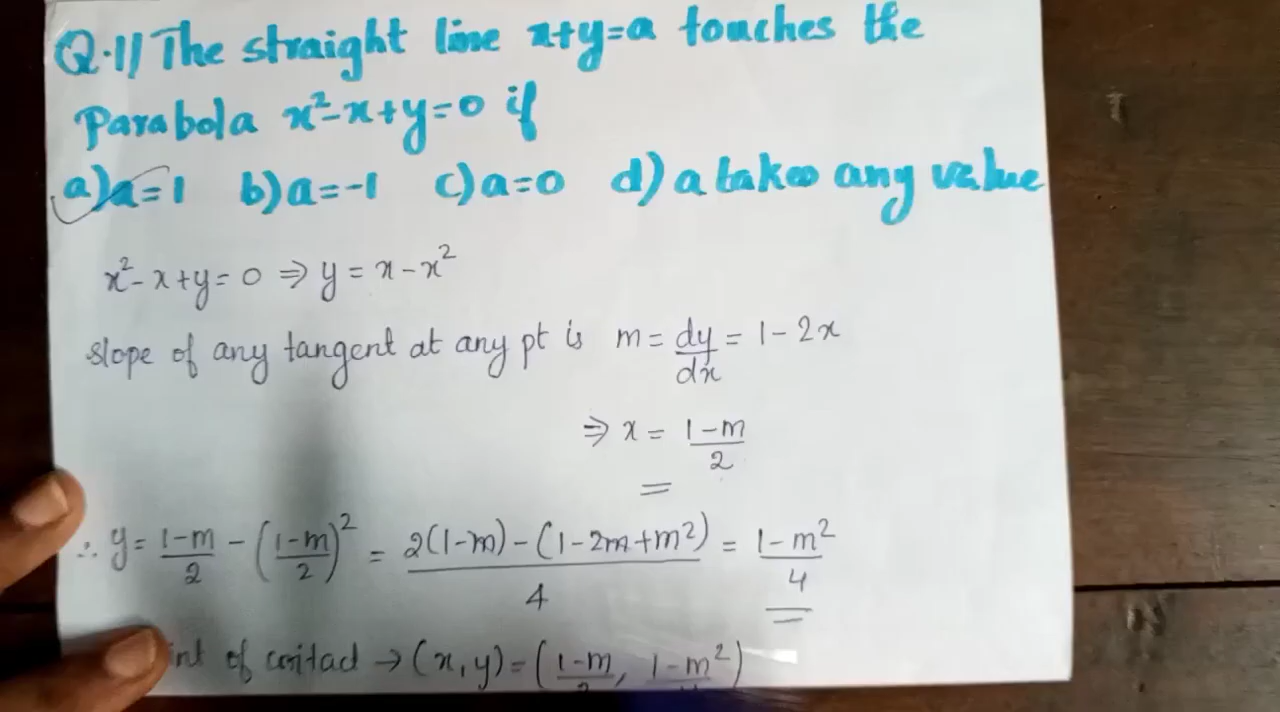 Q.1) The straight line x+y=a touches the
Parabola x²-x+y=0 if
a) a=1 b) a=-1 c) a=0 d) a takes any value
x²-x+y=0 ⇒ y=x-x²
slope of any tangent at any pt is m = dy/dx = 1-2x
⇒ x = (1-m)/2
∴ y = (1-m)/2 - ((1-m)/2)² = (2(1-m)-(1-2m+m²))/4 = (1-m²)/4
of contact → (x,y) = ((1-m)/2, (1-m²)/4)